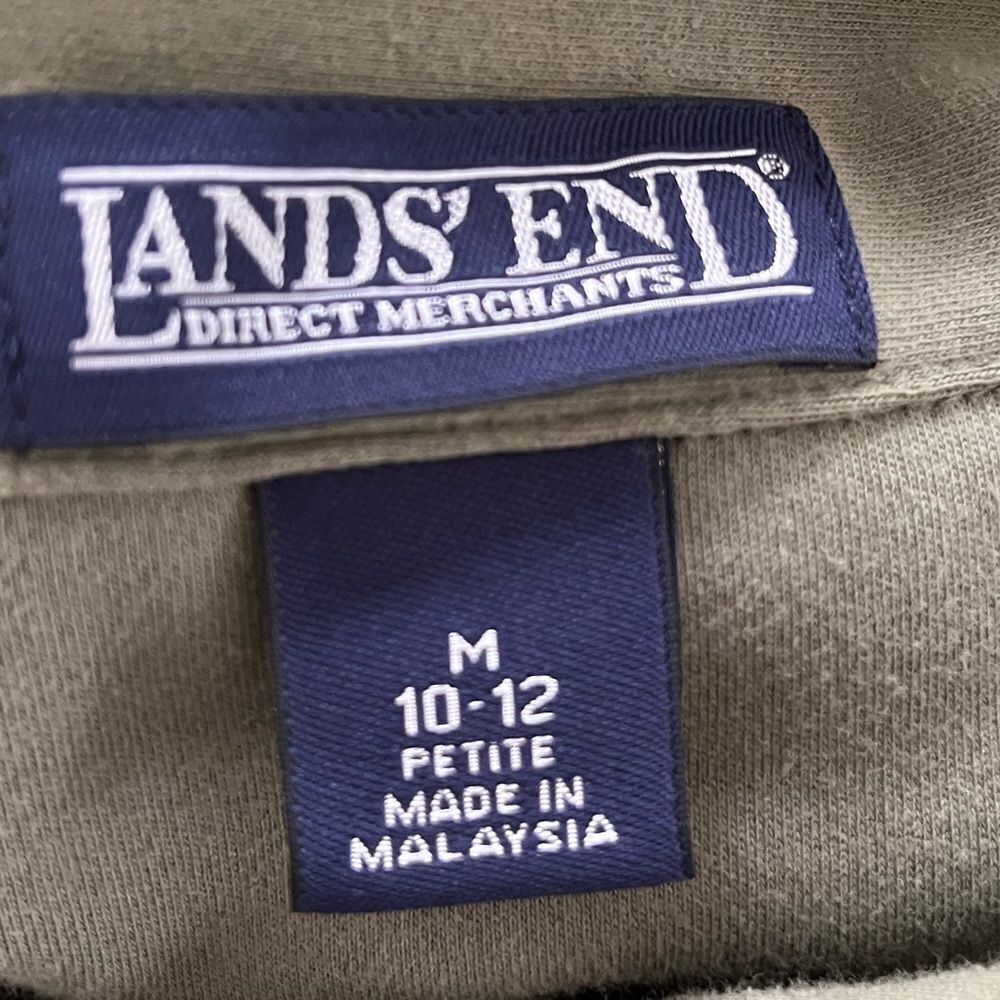 LANDS' END®
DIRECT MERCHANTS
M
10-12
PETITE
MADE IN
MALAYSIA